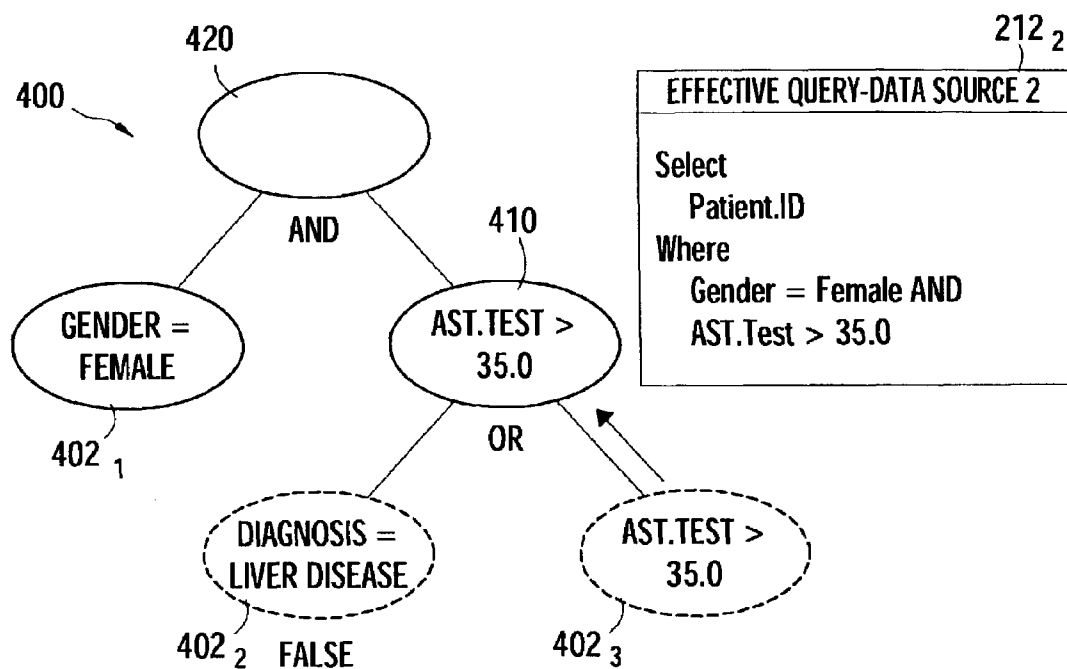 420
212 2
400
EFFECTIVE QUERY-DATA SOURCE 2
Select
Patient.ID
Where
Gender = Female AND
AST.Test > 35.0
AND
410
GENDER =
FEMALE
AST.TEST >
35.0
402 1
OR
DIAGNOSIS =
LIVER DISEASE
AST.TEST >
35.0
402 2
FALSE
402 3